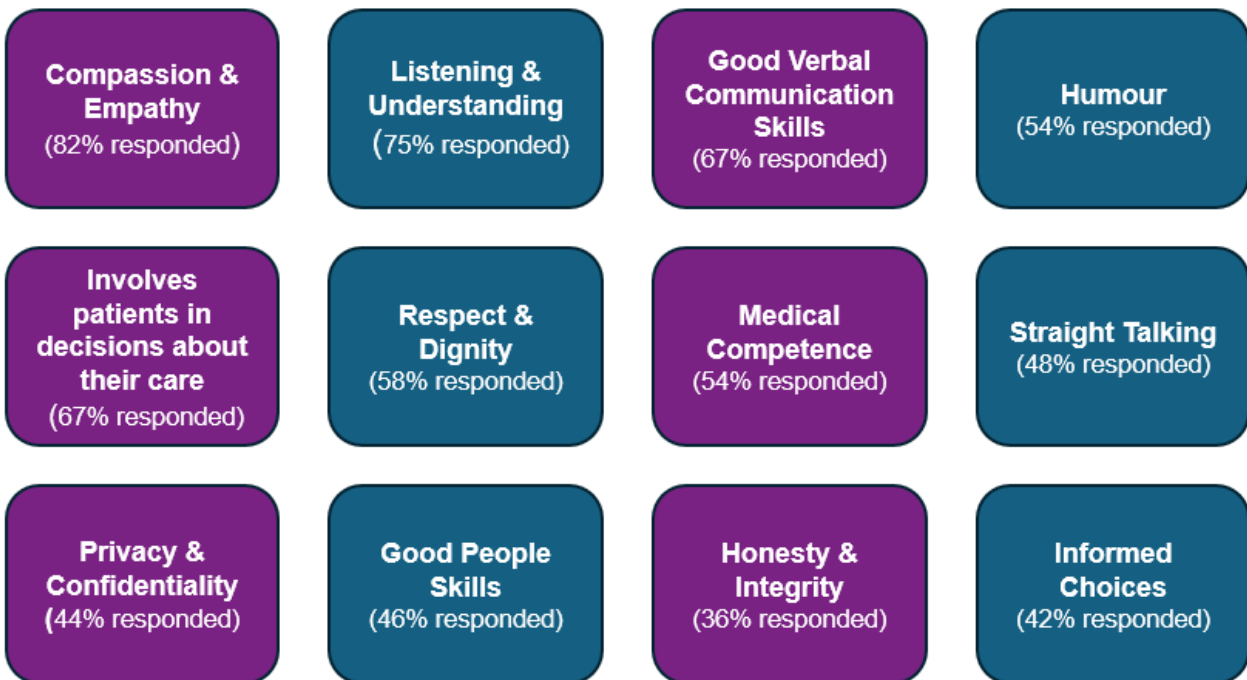 Compassion &
Empathy
(82% responded)
Listening &
Understanding
(75% responded)
Good Verbal
Communication
Skills
(67% responded)
Humour
(54% responded)
Involves
patients in
decisions about
their care
(67% responded)
Respect &
Dignity
(58% responded)
Medical
Competence
(54% responded)
Straight Talking
(48% responded)
Privacy &
Confidentiality
(44% responded)
Good People
Skills
(46% responded)
Honesty &
Integrity
(36% responded)
Informed
Choices
(42% responded)